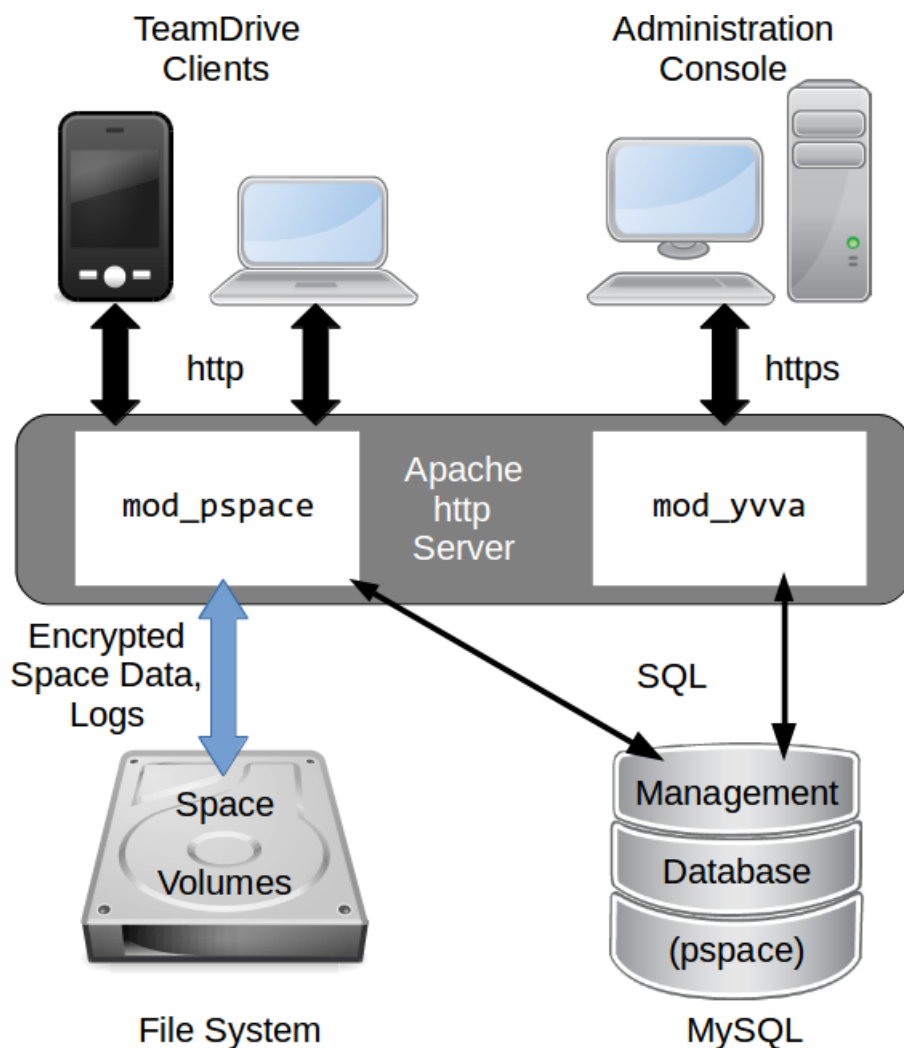 TeamDrive
Clients
Administration
Console
http
https
mod_pspace
Apache
http
Server
mod_yvva
Encrypted
Space Data,
Logs
SQL
Space
Volumes
Management
Database
(pspace)
File System
MySQL